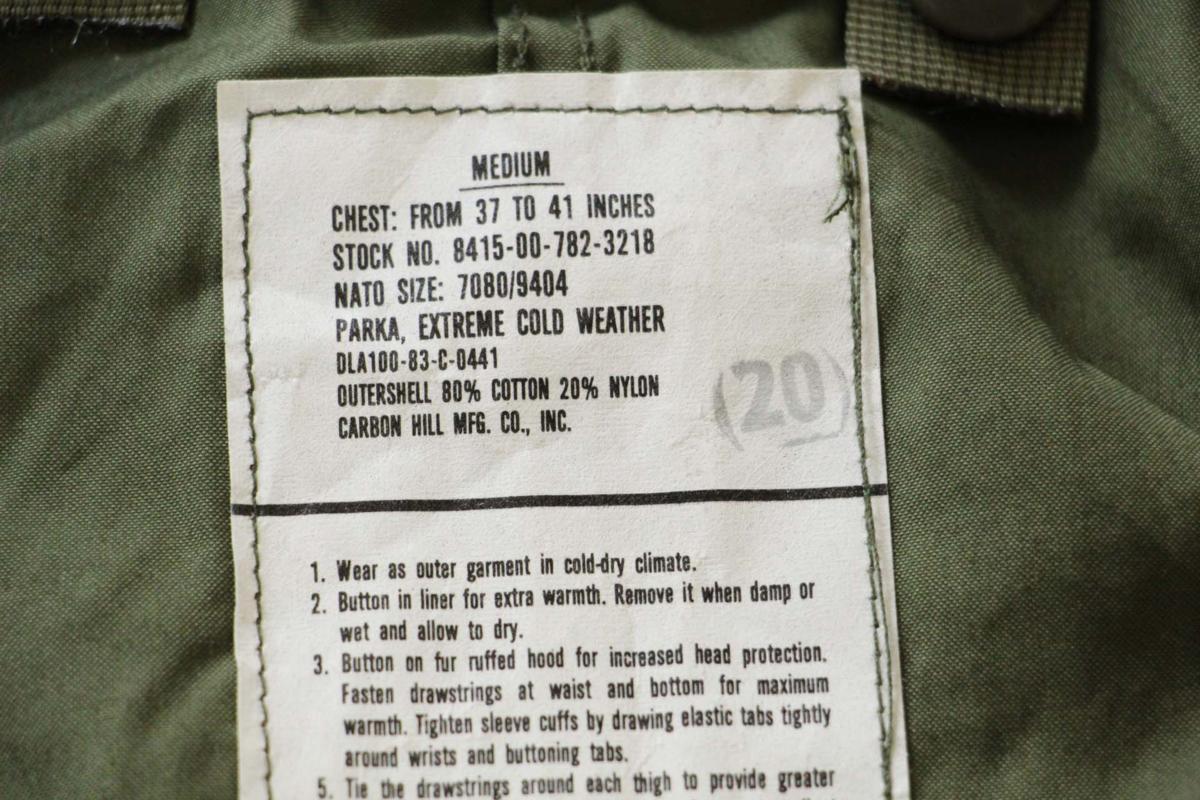 MEDIUM
CHEST: FROM 37 TO 41 INCHES
STOCK NO. 8415-00-782-3218
NATO SIZE: 7080/9404
PARKA, EXTREME COLD WEATHER
DLA100-83-C-0441
OUTERSHELL 80% COTTON 20% NYLON
CARBON HILL MFG. CO., INC.
(20)
1. Wear as outer garment in cold-dry climate.
2. Button in liner for extra warmth. Remove it when damp or
wet and allow to dry.
3. Button on fur ruffed hood for increased head protection.
Fasten drawstrings at waist and bottom for maximum
warmth. Tighten sleeve cuffs by drawing elastic tabs tightly
around wrists and buttoning tabs.
5. Tie the drawstrings around each thigh to provide greater